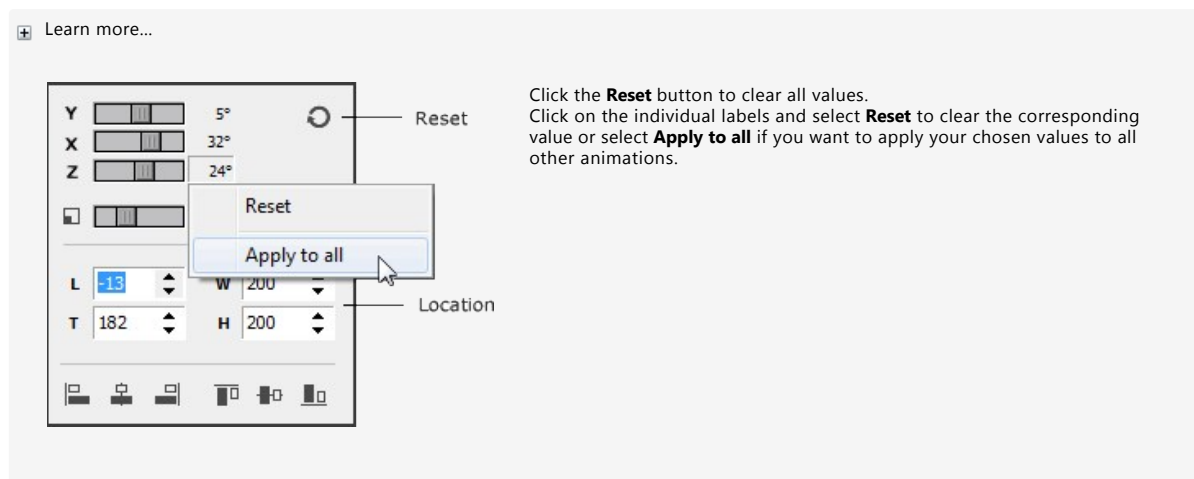 Learn more...
Y 5°
X 32°
Z 24°
Reset
Reset
Apply to all
L -13 W 200
T 182 H 200
Location
Click the Reset button to clear all values.
Click on the individual labels and select Reset to clear the corresponding
value or select Apply to all if you want to apply your chosen values to all
other animations.